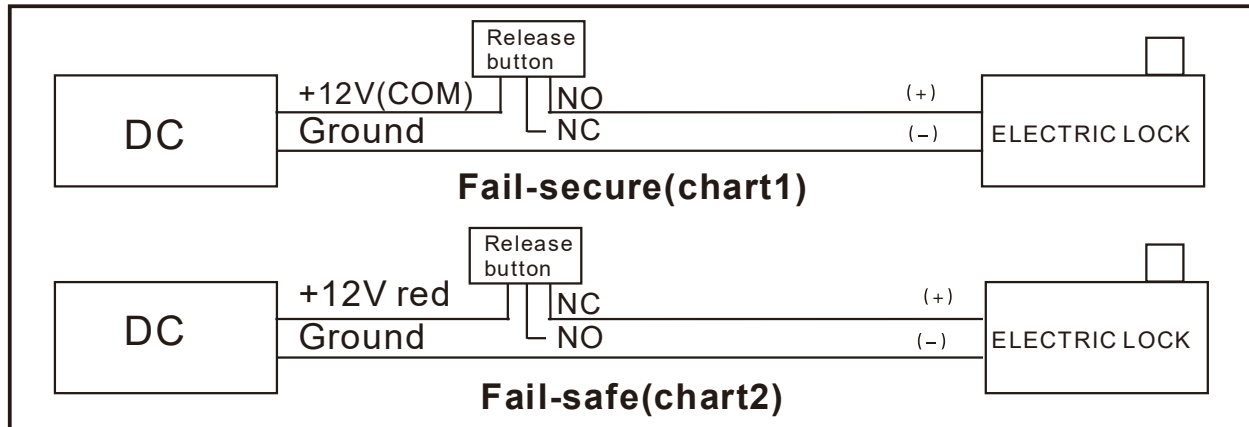 Release
button
+12V(COM)
NO
(+)
DC
Ground
NC
(-)
ELECTRIC LOCK
Fail-secure(chart1)
Release
button
+12V red
NC
(+)
DC
Ground
NO
(-)
ELECTRIC LOCK
Fail-safe(chart2)